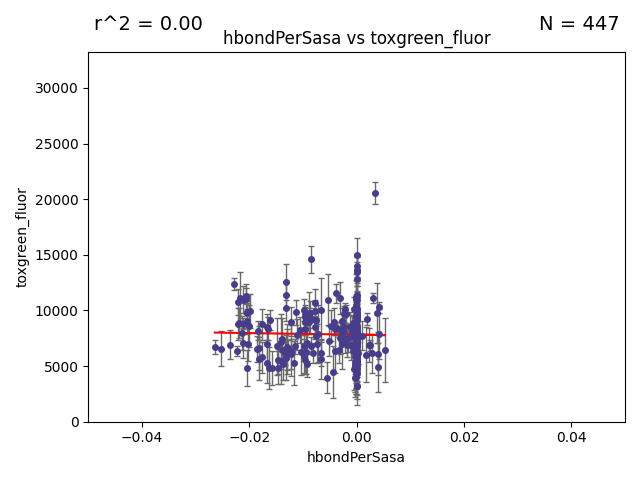 r^2 = 0.00
N = 447
hbondPerSasa vs toxgreen_fluor
30000
25000
20000
15000
10000
5000
0
toxgreen_fluor
−0.04
−0.02
0.00
0.02
0.04
hbondPerSasa